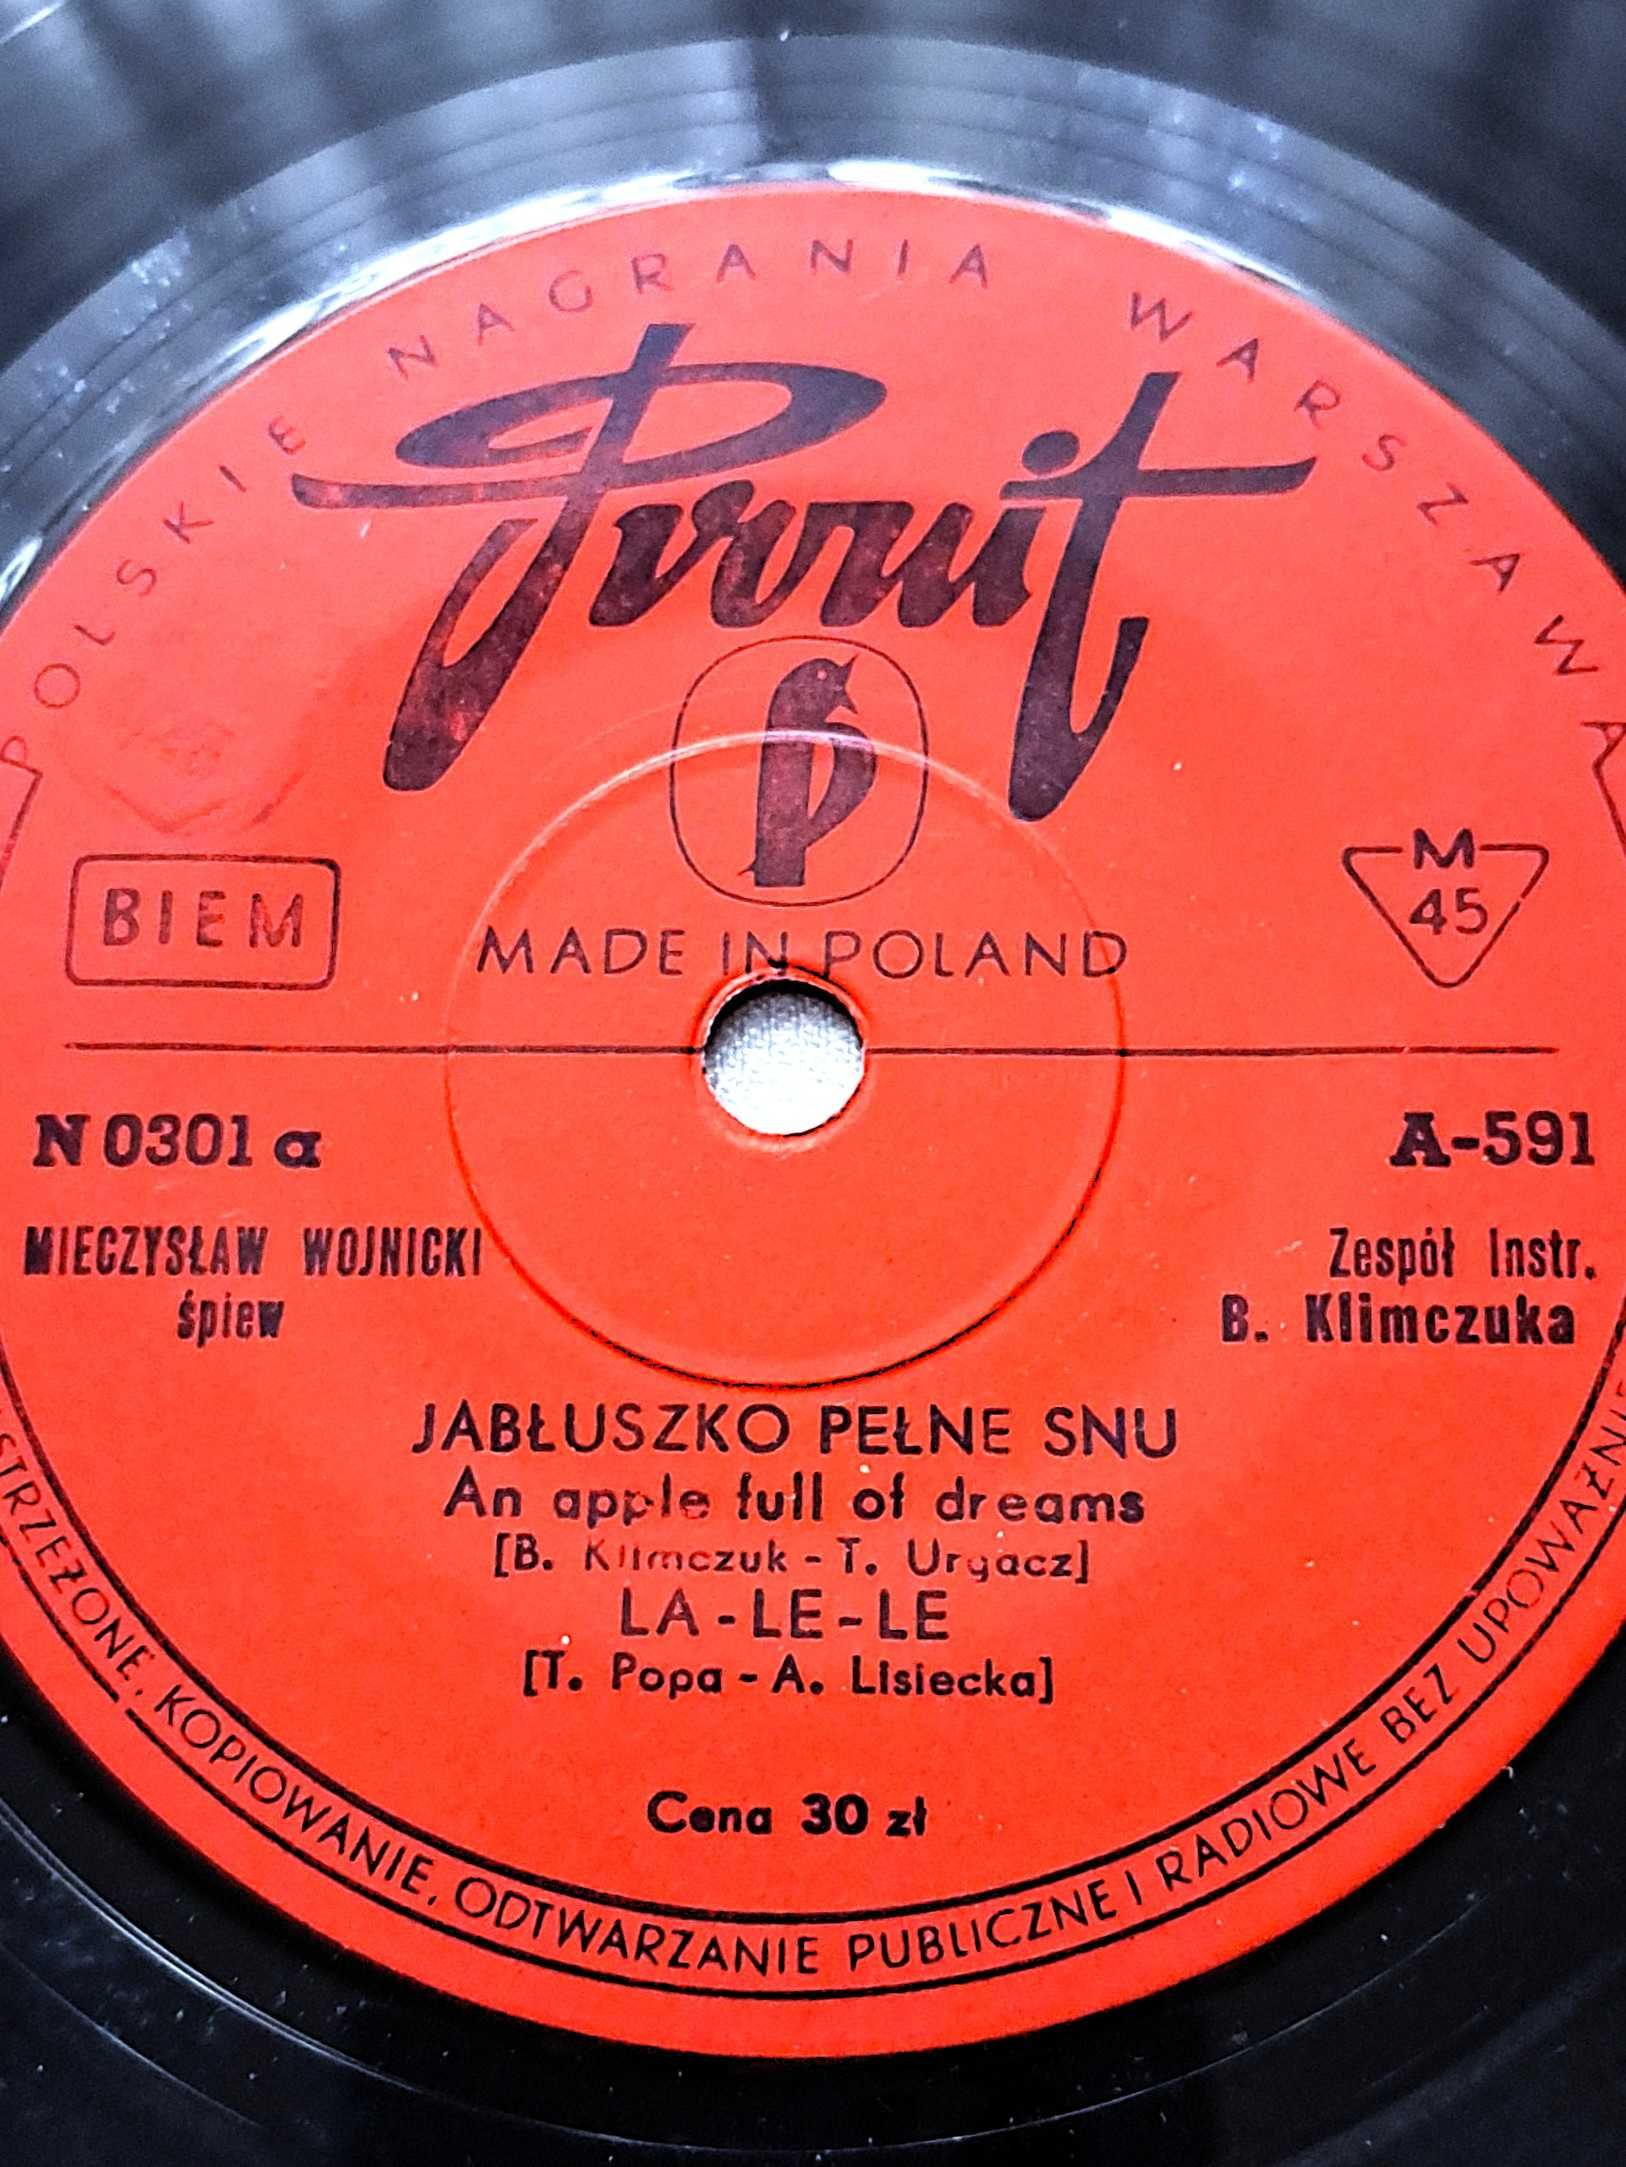 POLSKIE NAGRANIA WARSZAWA
Pronit
BIEM
M
45
MADE IN POLAND
N 0301 a
A-591
MIECZYSŁAW WOJNICKI
śpiew
Zespół Instr.
B. Klimczuka
JABŁUSZKO PEŁNE SNU
An apple full of dreams
[B. Klimczuk - T. Urgacz]
LA-LE-LE
[T. Popa - A. Lisiecka]
Cena 30 zł
KOPIOWANIE, ODTWARZANIE PUBLICZNE I RADIOWE BEZ